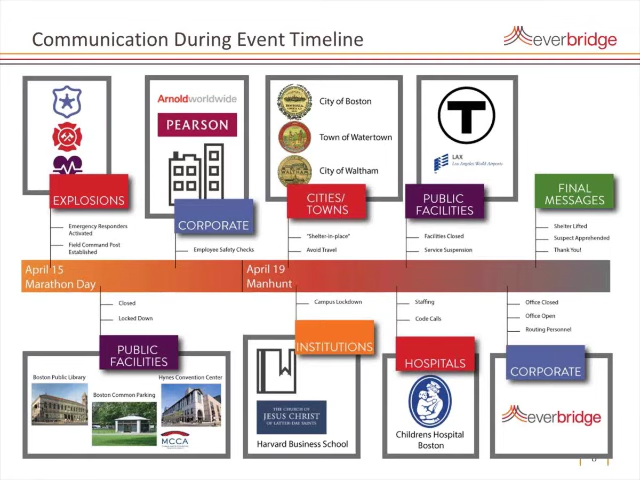 Communication During Event Timeline
everbridge
Arnoldworldwide
PEARSON
City of Boston
Town of Watertown
City of Waltham
T
LAX
Los Angeles World Airports
EXPLOSIONS
CORPORATE
CITIES/
TOWNS
PUBLIC
FACILITIES
FINAL
MESSAGES
Emergency Responders
Activated
Field Command Post
Established
Employee Safety Checks
"Shelter-in-place"
Avoid Travel
Facilities Closed
Service Suspension
Shelter Lifted
Suspect Apprehended
Thank You!
April 15
Marathon Day
April 19
Manhunt
Closed
Locked Down
Campus Lockdown
Staffing
Code Calls
Office Closed
Office Open
Routing Personnel
PUBLIC
FACILITIES
INSTITUTIONS
HOSPITALS
CORPORATE
Boston Public Library
Hynes Convention Center
Boston Common Parking
MCCA
THE CHURCH OF
JESUS CHRIST
OF LATTER-DAY SAINTS
Harvard Business School
Childrens Hospital
Boston
everbridge